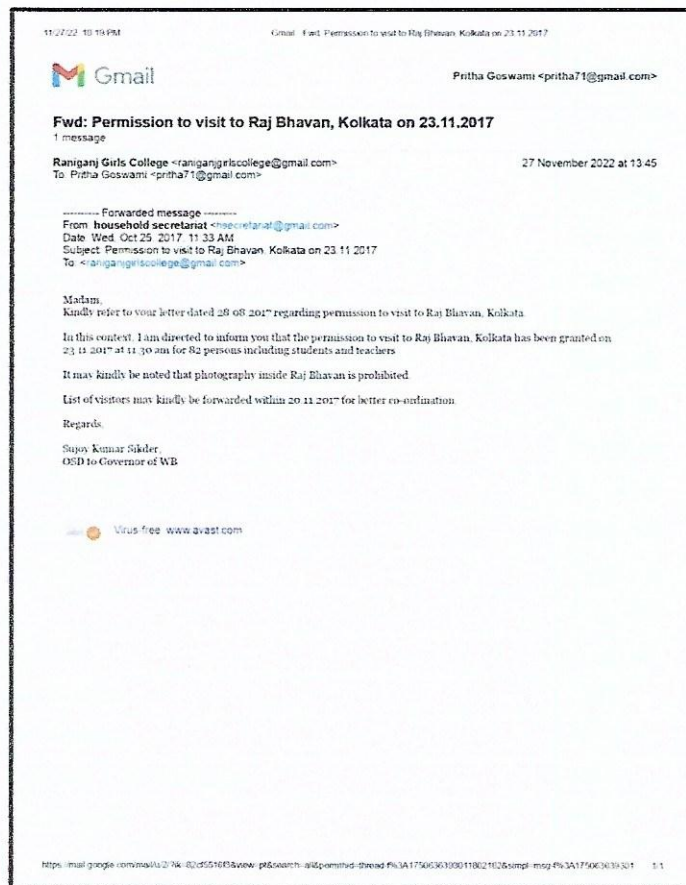 11/27/22, 10:19 PM Gmail - Fwd: Permission to visit to Raj Bhavan, Kolkata on 23.11.2017
Gmail
Pritha Goswami <pritha71@gmail.com>
Fwd: Permission to visit to Raj Bhavan, Kolkata on 23.11.2017
1 message
Raniganj Girls College <raniganjgirlscollege@gmail.com> 27 November 2022 at 13:45
To: Pritha Goswami <pritha71@gmail.com>
---------- Forwarded message ----------
From: household secretariat <hsecretariat@gmail.com>
Date: Wed, Oct 25, 2017, 11:33 AM
Subject: Permission to visit to Raj Bhavan, Kolkata on 23.11.2017
To: <raniganjgirlscollege@gmail.com>
Madam,
Kindly refer to your letter dated 28.08.2017 regarding permission to visit to Raj Bhavan, Kolkata.
In this context, I am directed to inform you that the permission to visit to Raj Bhavan, Kolkata has been granted on
23.11.2017 at 11.30 am for 82 persons including students and teachers.
It may kindly be noted that photography inside Raj Bhavan is prohibited.
List of visitors may kindly be forwarded within 20.11.2017 for better co-ordination.
Regards,
Sujoy Kumar Sikder,
OSD to Governor of WB
Virus-free. www.avast.com
1/1